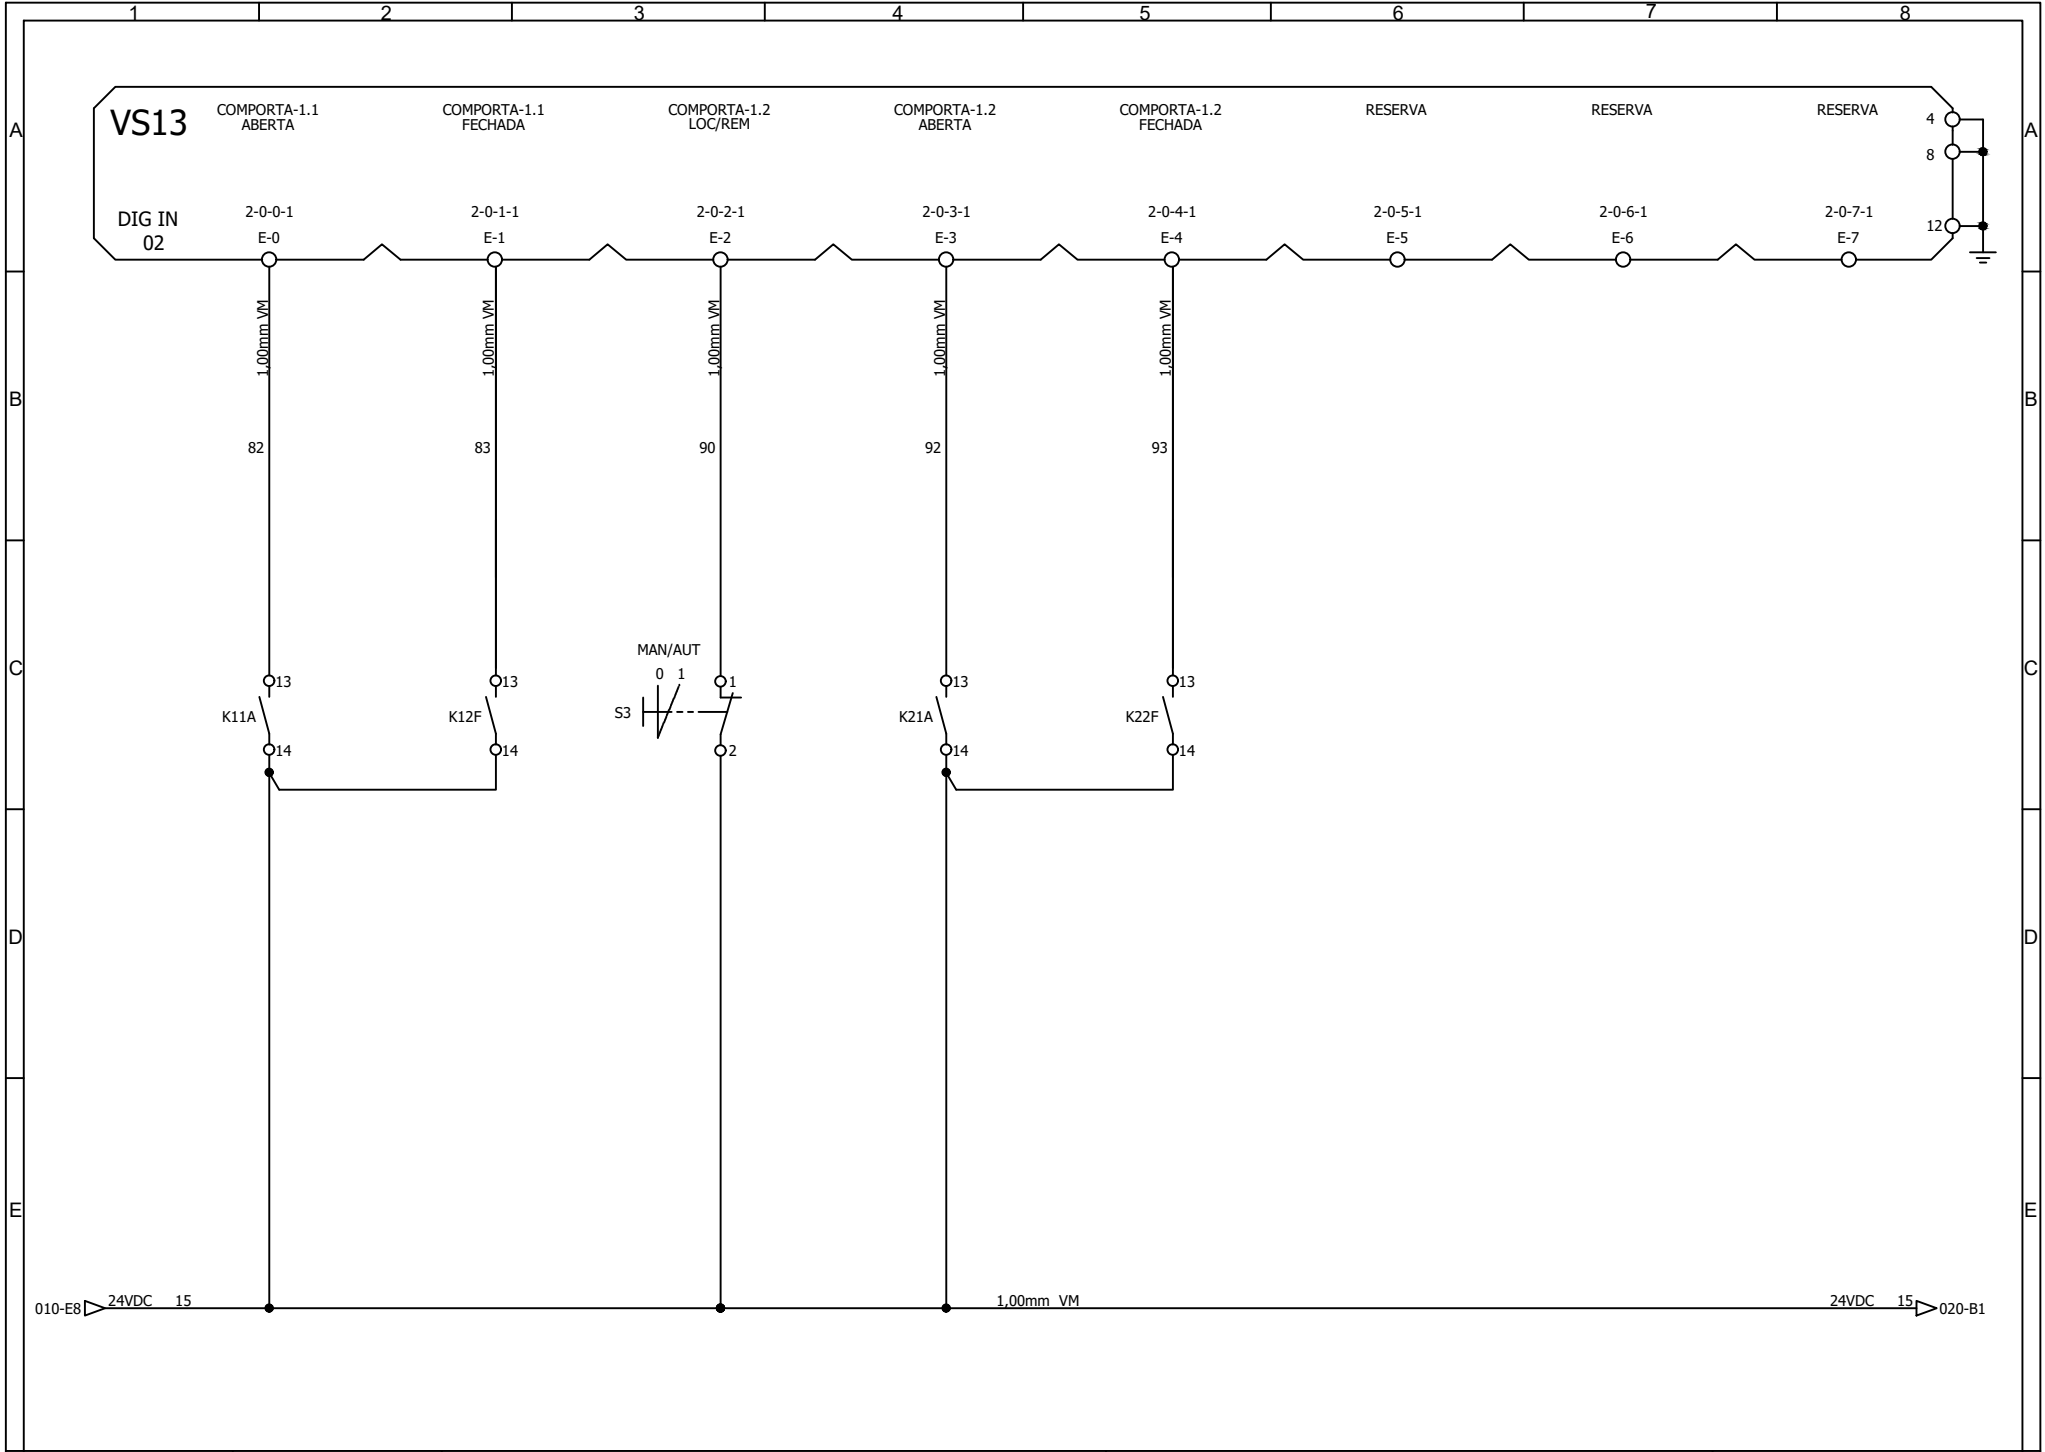 1 2 3 4 5 6 7 8
A A
VS13
COMPORTA-1.1
ABERTA
COMPORTA-1.1
FECHADA
COMPORTA-1.2
LOC/REM
COMPORTA-1.2
ABERTA
COMPORTA-1.2
FECHADA
RESERVA
RESERVA
RESERVA
4
8
12
DIG IN
02
2-0-0-1 2-0-1-1 2-0-2-1 2-0-3-1 2-0-4-1 2-0-5-1 2-0-6-1 2-0-7-1
E-0 E-1 E-2 E-3 E-4 E-5 E-6 E-7
1,00mm VM 1,00mm VM 1,00mm VM 1,00mm VM 1,00mm VM
B B
82 83 90 92 93
C C
MAN/AUT
0 1
13 13 1 13 13
K11A K12F S3 K21A K22F
14 14 2 14 14
D D
E E
010-E8 24VDC 15 1,00mm VM 24VDC 15 020-B1